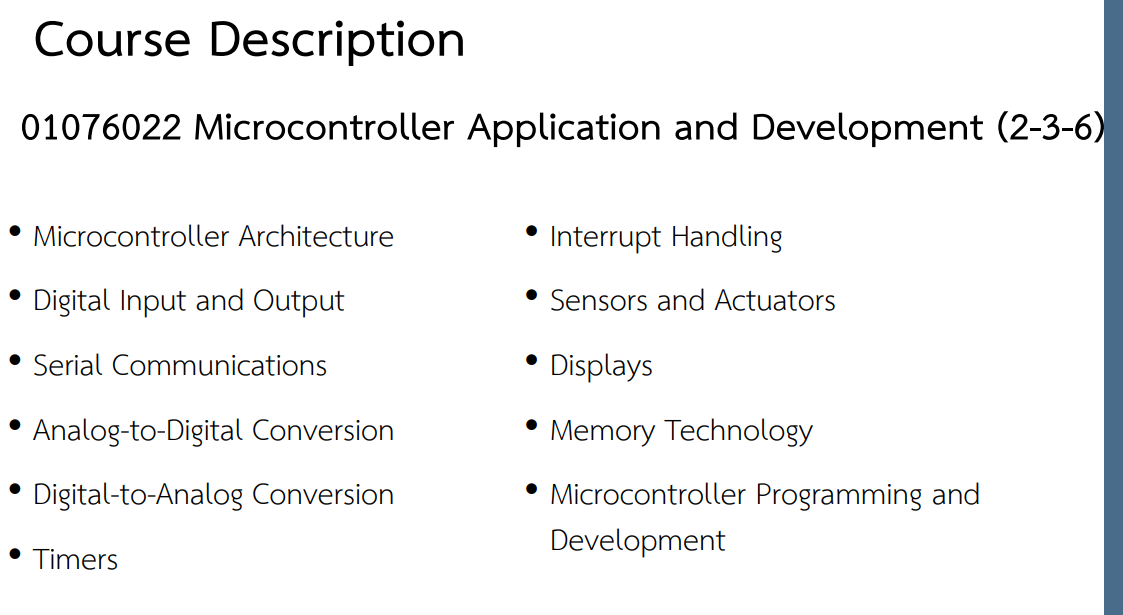 Course Description
01076022 Microcontroller Application and Development (2-3-6)
• Microcontroller Architecture
• Digital Input and Output
• Serial Communications
• Analog-to-Digital Conversion
• Digital-to-Analog Conversion
• Timers
• Interrupt Handling
• Sensors and Actuators
• Displays
• Memory Technology
• Microcontroller Programming and
Development